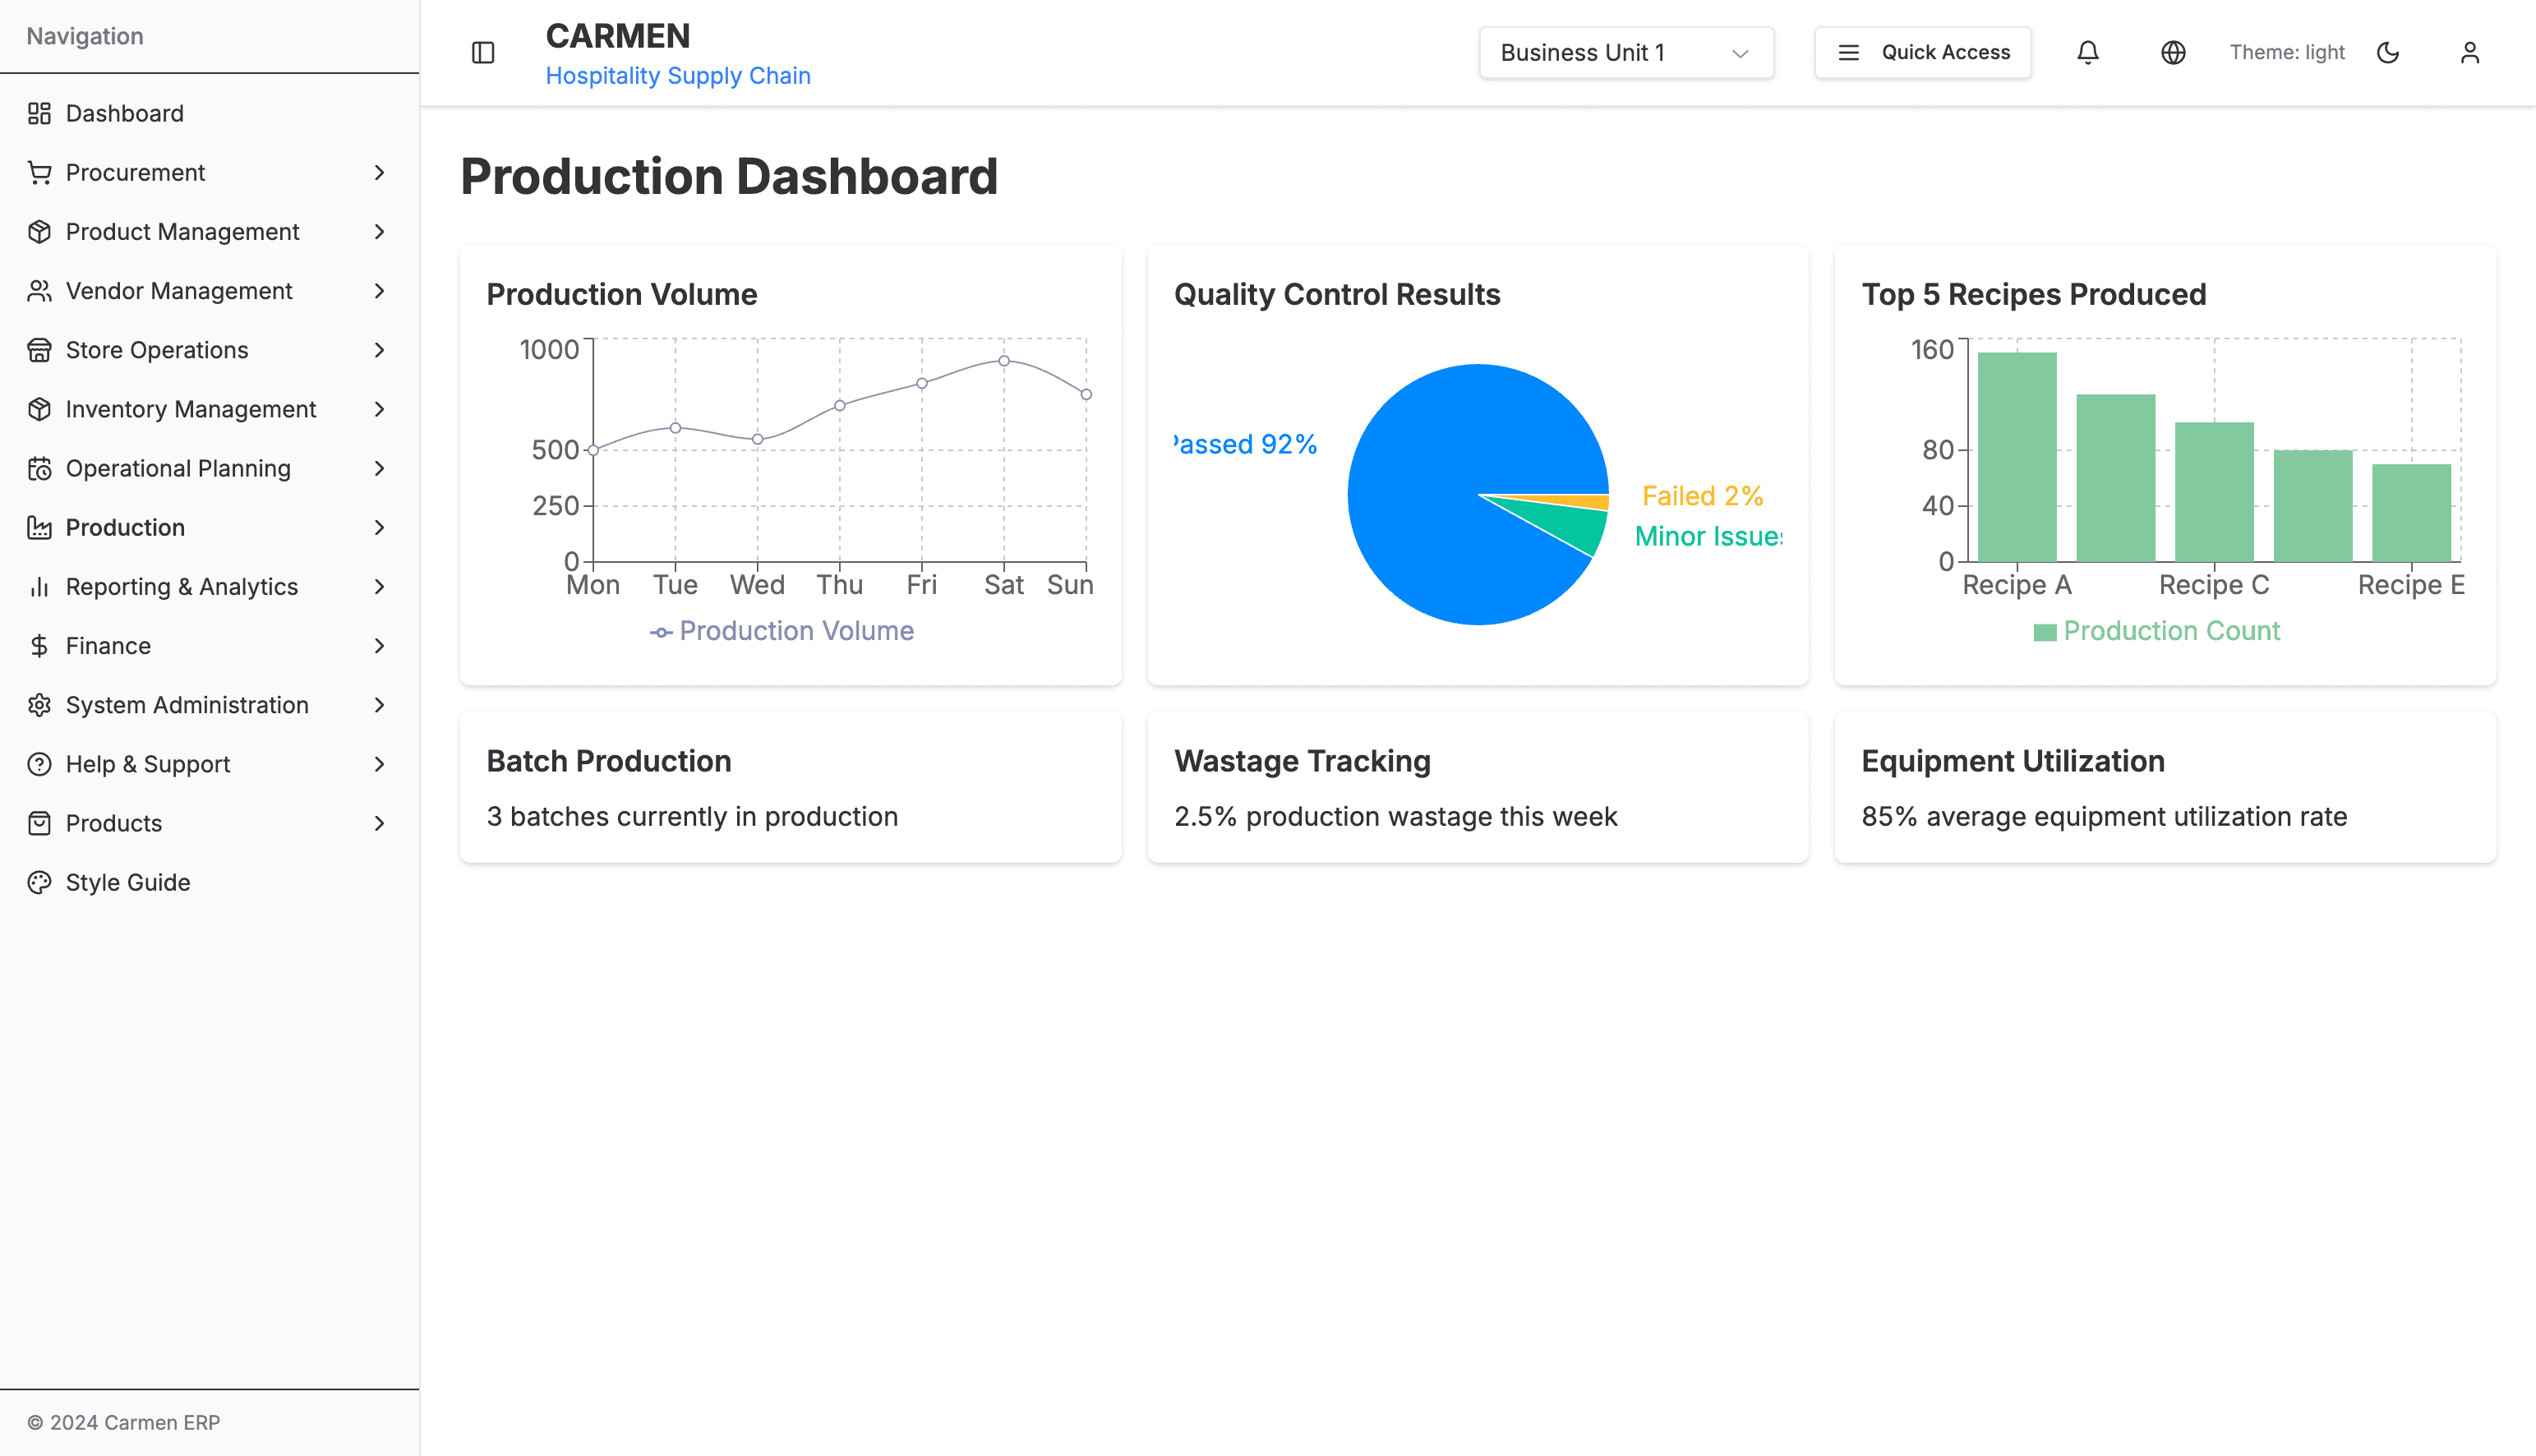 Navigation
Dashboard
Procurement
Product Management
Vendor Management
Store Operations
Inventory Management
Operational Planning
Production
Reporting & Analytics
Finance
System Administration
Help & Support
Products
Style Guide
© 2024 Carmen ERP
CARMEN
Hospitality Supply Chain
Business Unit 1
Quick Access
Theme: light
Production Dashboard
Production Volume
1000
500
250
0
Mon Tue Wed Thu Fri Sat Sun
Production Volume
Quality Control Results
Passed 92%
Failed 2%
Minor Issues
Top 5 Recipes Produced
160
80
40
0
Recipe A Recipe C Recipe E
Production Count
Batch Production
3 batches currently in production
Wastage Tracking
2.5% production wastage this week
Equipment Utilization
85% average equipment utilization rate